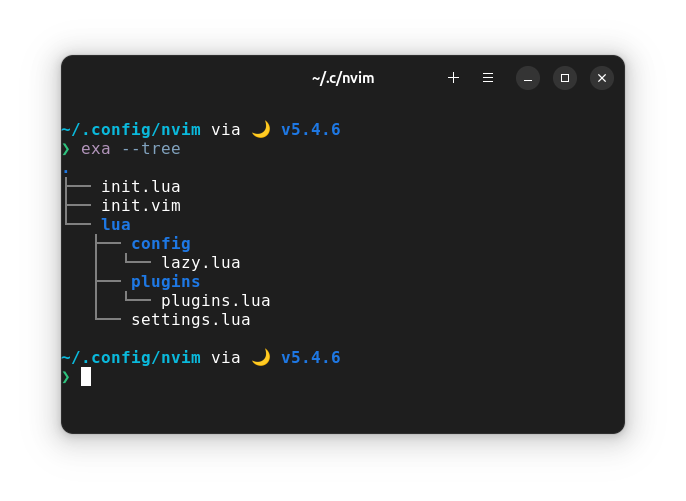 ~/.c/nvim
~/.config/nvim via 🌙 v5.4.6
❯ exa --tree
.
├── init.lua
├── init.vim
└── lua
   ├── config
   │  └── lazy.lua
   ├── plugins
   │  └── plugins.lua
   └── settings.lua
~/.config/nvim via 🌙 v5.4.6
❯